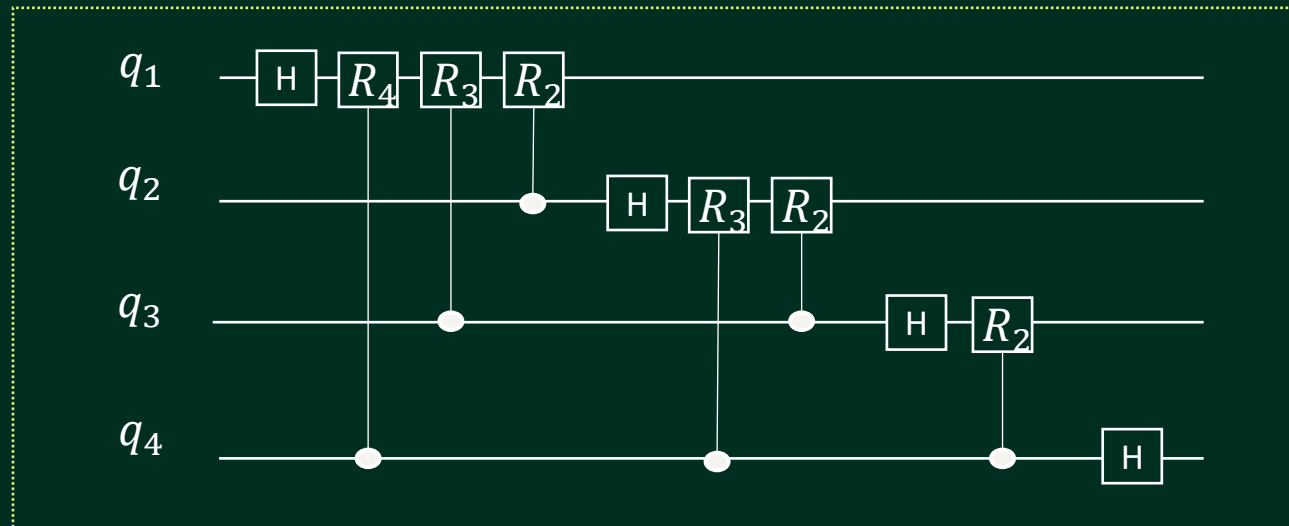 q₁ H R₄ R₃ R₂
q₂ H R₃ R₂
q₃ H R₂
q₄ H